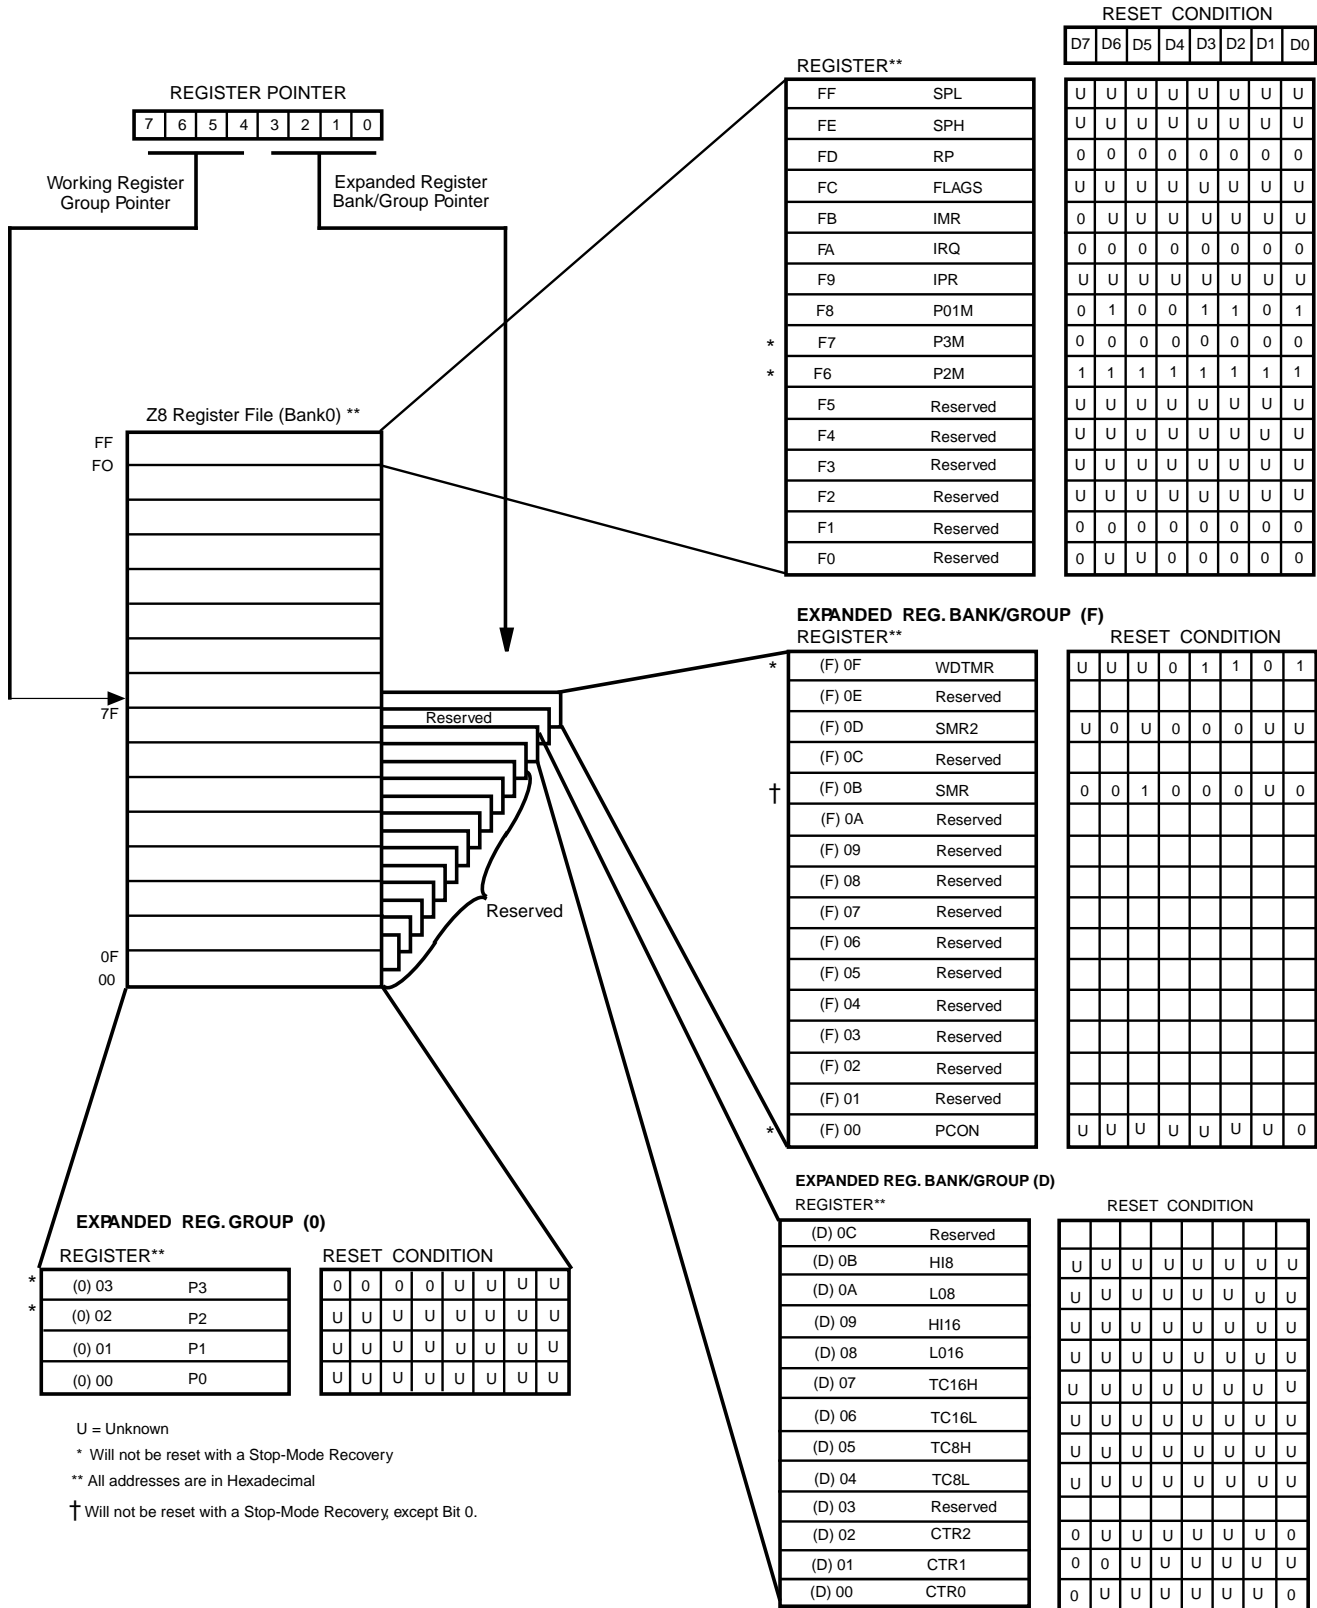 RESET CONDITION
D7 D6 D5 D4 D3 D2 D1 D0
REGISTER**
FF SPL U U U U U U U U
FE SPH U U U U U U U U
FD RP 0 0 0 0 0 0 0 0
FC FLAGS U U U U U U U U
FB IMR 0 U U U U U U U
FA IRQ 0 0 0 0 0 0 0 0
F9 IPR U U U U U U U U
F8 P01M 0 1 0 0 1 1 0 1
* F7 P3M 0 0 0 0 0 0 0 0
* F6 P2M 1 1 1 1 1 1 1 1
F5 Reserved U U U U U U U U
F4 Reserved U U U U U U U U
F3 Reserved U U U U U U U U
F2 Reserved U U U U U U U U
F1 Reserved 0 0 0 0 0 0 0 0
F0 Reserved 0 U U 0 0 0 0 0
REGISTER POINTER
7 6 5 4 3 2 1 0
Working Register
Group Pointer
Expanded Register
Bank/Group Pointer
Z8 Register File (Bank0) **
FF
FO
7F
0F
00
Reserved
Reserved
EXPANDED REG. BANK/GROUP (F)
REGISTER** RESET CONDITION
* (F) 0F WDTMR U U U 0 1 1 0 1
(F) 0E Reserved
(F) 0D SMR2 U 0 U 0 0 0 U U
(F) 0C Reserved
† (F) 0B SMR 0 0 1 0 0 0 U 0
(F) 0A Reserved
(F) 09 Reserved
(F) 08 Reserved
(F) 07 Reserved
(F) 06 Reserved
(F) 05 Reserved
(F) 04 Reserved
(F) 03 Reserved
(F) 02 Reserved
(F) 01 Reserved
* (F) 00 PCON U U U U U U U 0
EXPANDED REG. BANK/GROUP (D)
REGISTER** RESET CONDITION
(D) 0C Reserved
(D) 0B HI8 U U U U U U U U
(D) 0A L08 U U U U U U U U
(D) 09 HI16 U U U U U U U U
(D) 08 L016 U U U U U U U U
(D) 07 TC16H U U U U U U U U
(D) 06 TC16L U U U U U U U U
(D) 05 TC8H U U U U U U U U
(D) 04 TC8L U U U U U U U U
(D) 03 Reserved
(D) 02 CTR2 0 U U U U U U 0
(D) 01 CTR1 0 0 U U U U U U
(D) 00 CTR0 0 U U U U U U 0
EXPANDED REG. GROUP (0)
REGISTER** RESET CONDITION
* (0) 03 P3 0 0 0 0 U U U U
* (0) 02 P2 U U U U U U U U
(0) 01 P1 U U U U U U U U
(0) 00 P0 U U U U U U U U
U = Unknown
* Will not be reset with a Stop-Mode Recovery
** All addresses are in Hexadecimal
† Will not be reset with a Stop-Mode Recovery, except Bit 0.